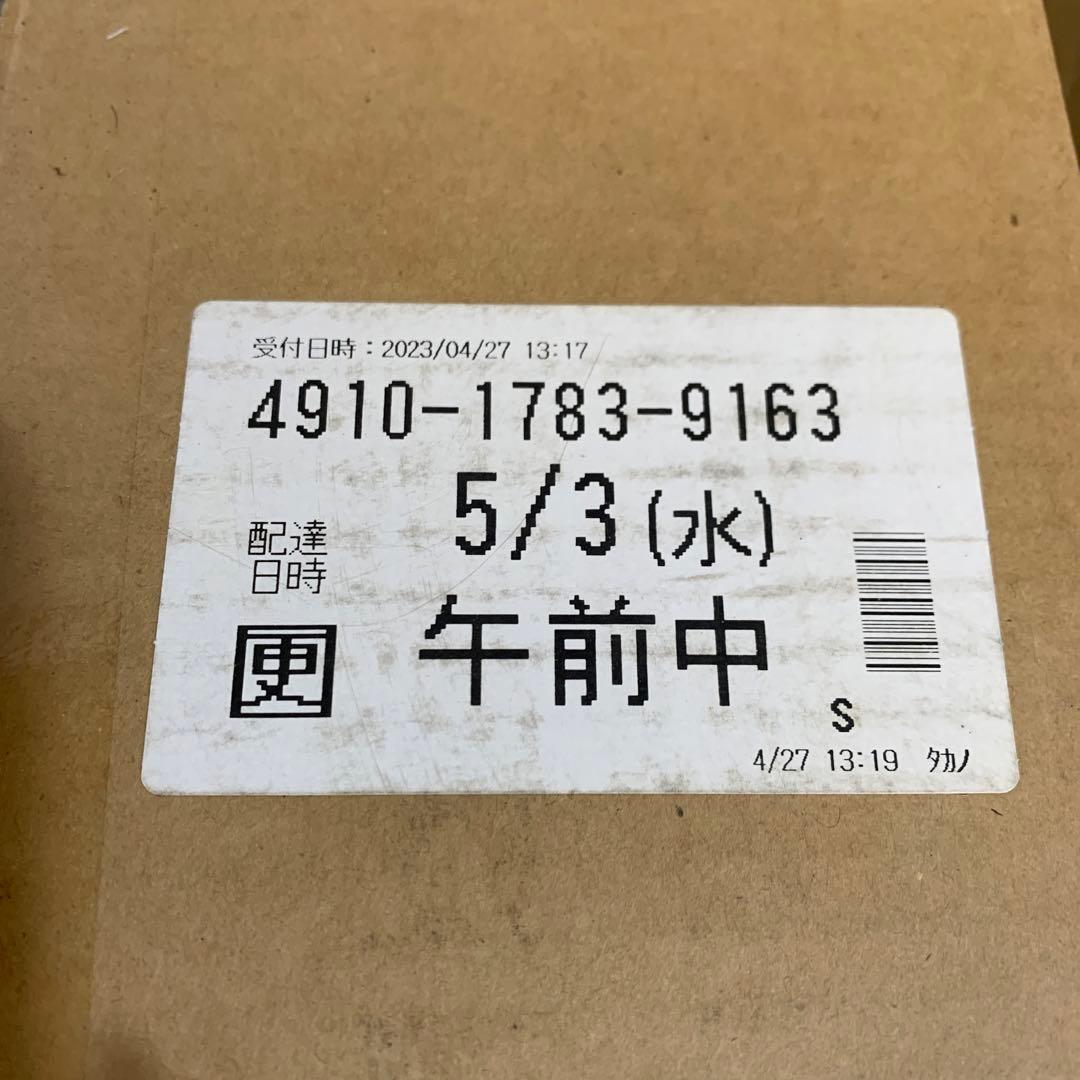 受付日時：2023/04/27 13:17
4910-1783-9163
5/3(水)
配達
日時
更
午前中
S
4/27 13:19 ﾀｶﾉ